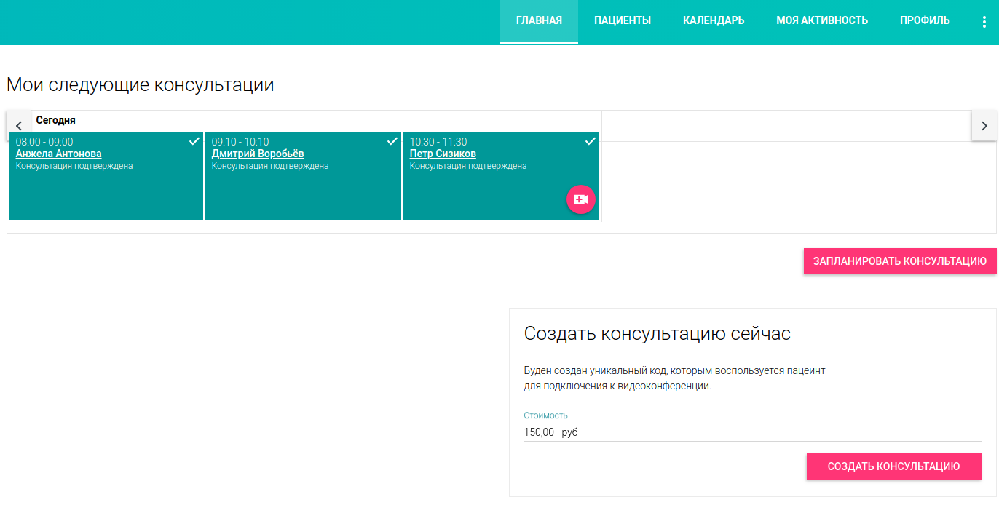 ГЛАВНАЯ ПАЦИЕНТЫ КАЛЕНДАРЬ МОЯ АКТИВНОСТЬ ПРОФИЛЬ
Мои следующие консультации
Сегодня
08:00 - 09:00
Анжела Антонова
Консультация подтверждена
09:10 - 10:10
Дмитрий Воробьёв
Консультация подтверждена
10:30 - 11:30
Петр Сизиков
Консультация подтверждена
ЗАПЛАНИРОВАТЬ КОНСУЛЬТАЦИЮ
Создать консультацию сейчас
Буден создан уникальный код, которым воспользуется пацеинт
для подключения к видеоконференции.
Стоимость
150,00 руб
СОЗДАТЬ КОНСУЛЬТАЦИЮ